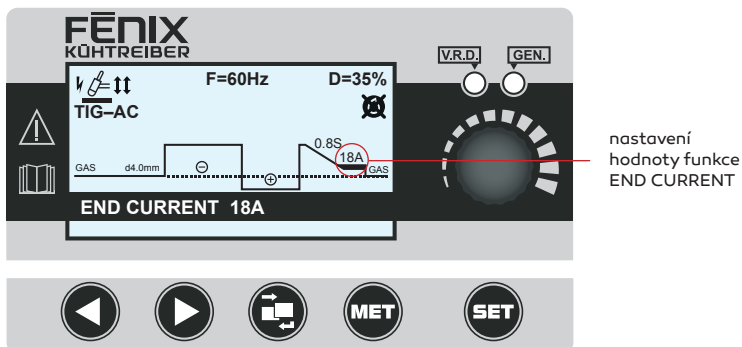 FĒNIX
KÜHTREIBER
V.R.D. GEN.
F=60Hz D=35%
TIG–AC
0.8S
18A
GAS d4.0mm GAS
END CURRENT 18A
nastavení
hodnoty funkce
END CURRENT
MET SET